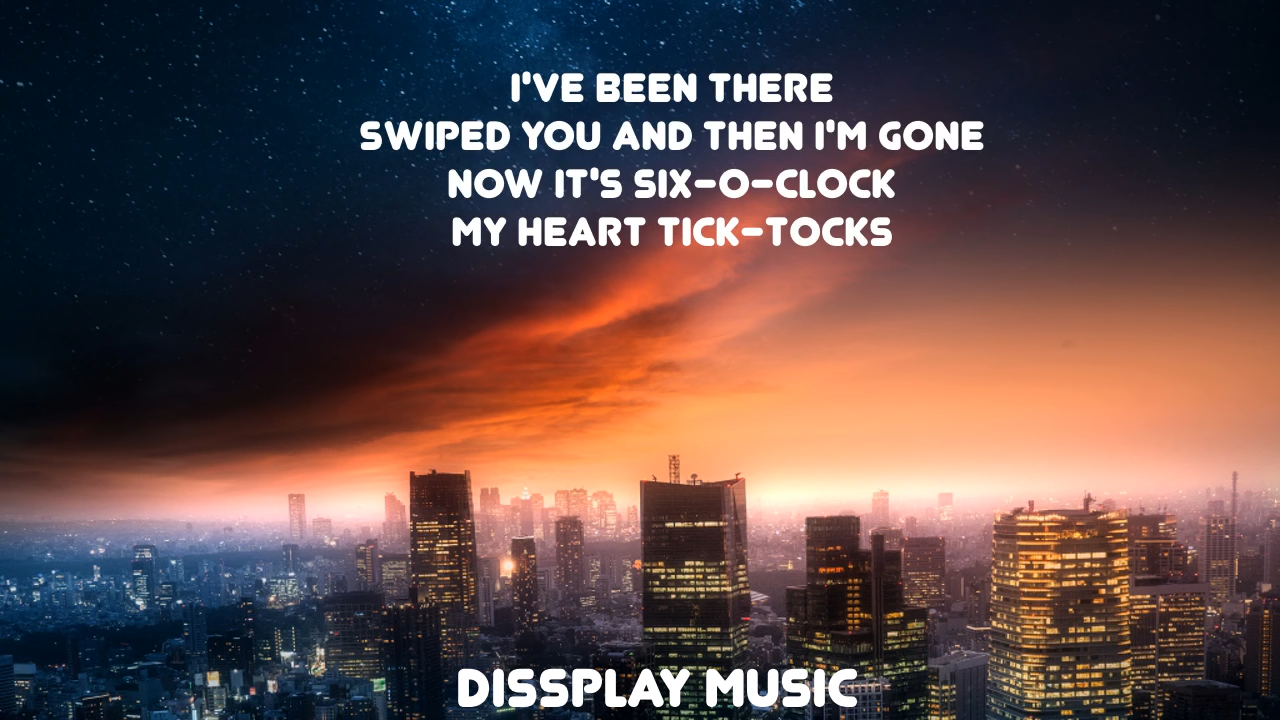 I'VE BEEN THERE
SWIPED YOU AND THEN I'M GONE
NOW IT'S SIX-O-CLOCK
MY HEART TICK-TOCKS
DISSPLAY MUSIC